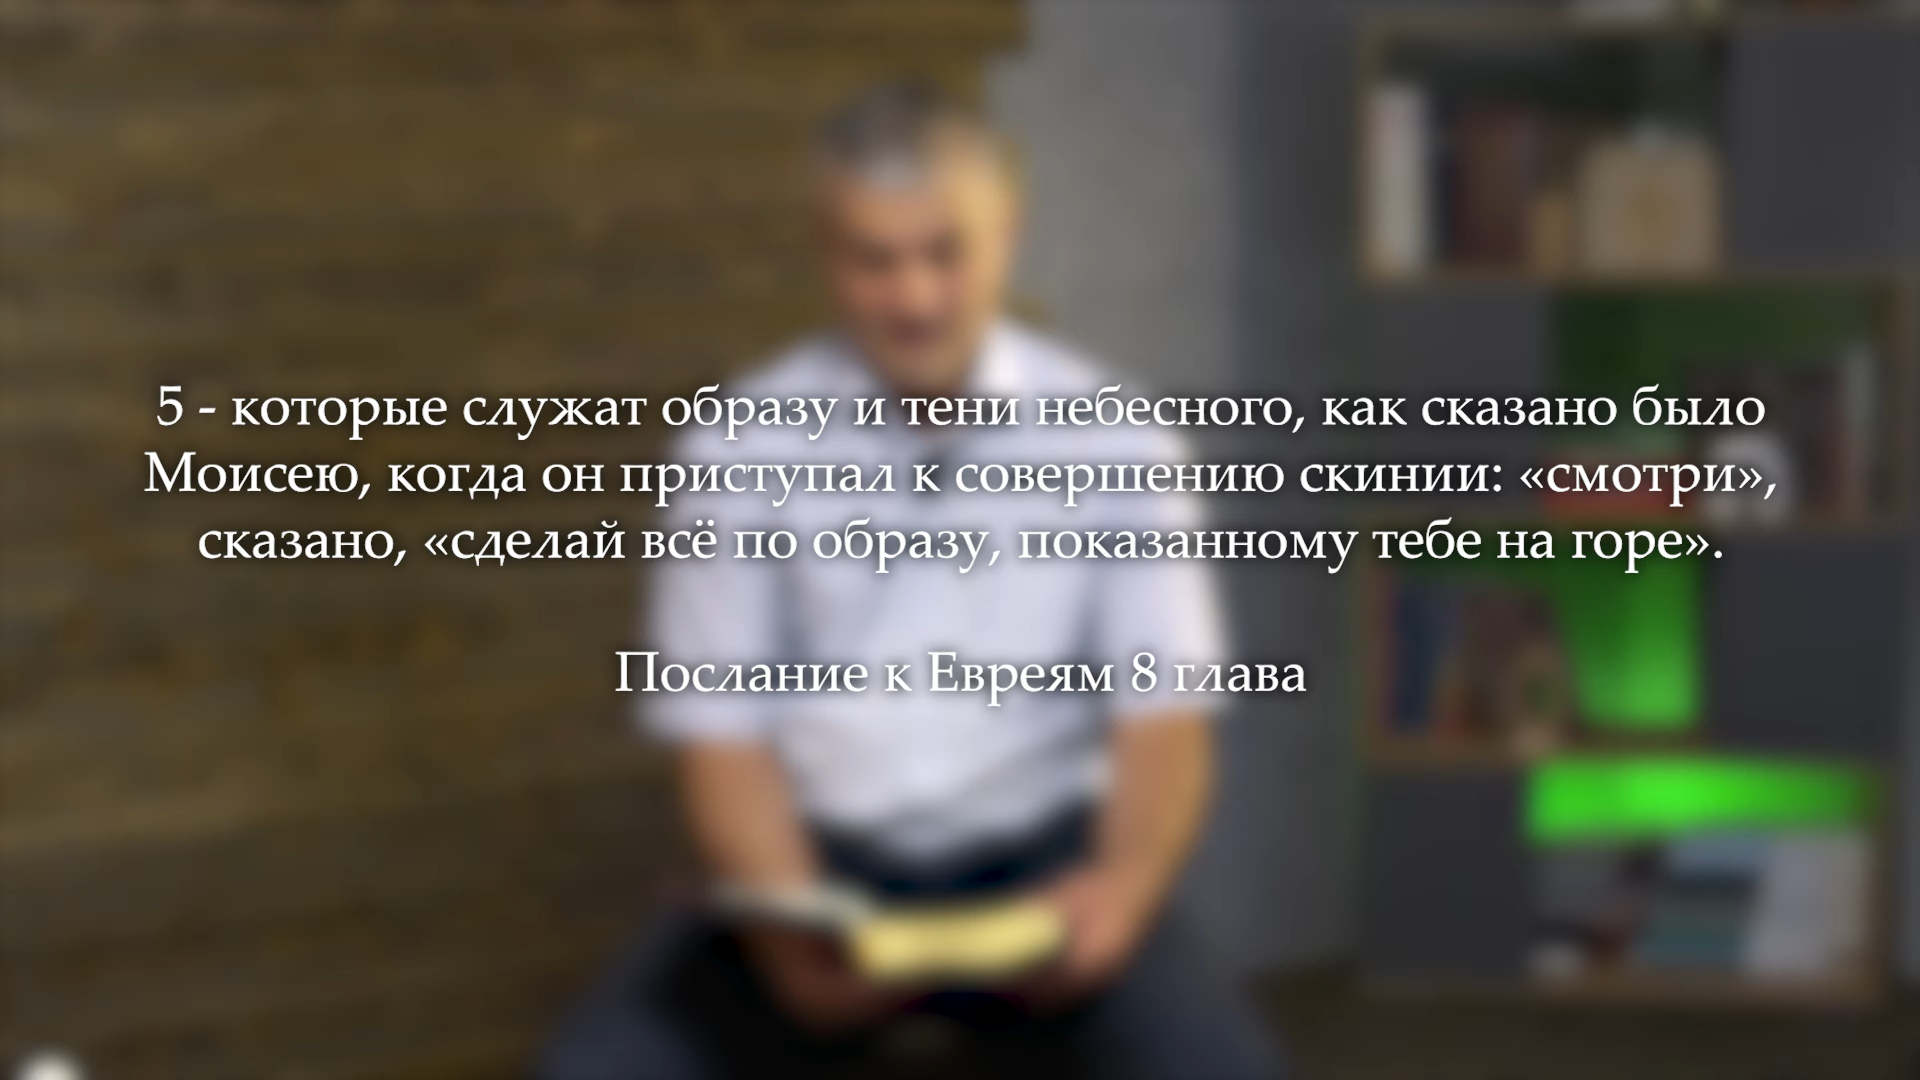 5 - которые служат образу и тени небесного, как сказано было
Моисею, когда он приступал к совершению скинии: «смотри»,
сказано, «сделай всё по образу, показанному тебе на горе».
Послание к Евреям 8 глава